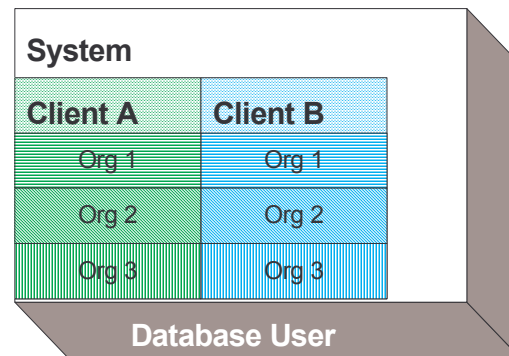 System
Client A Client B
Org 1 Org 1
Org 2 Org 2
Org 3 Org 3
Database User